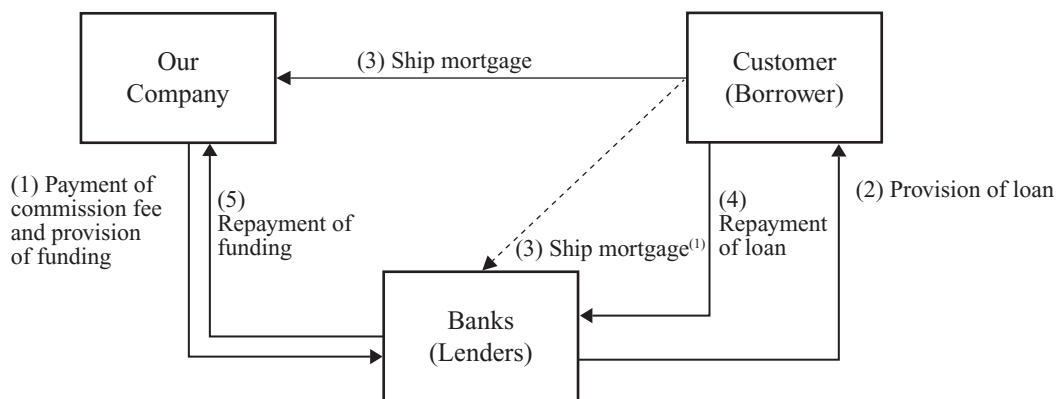 Our
Company
(3) Ship mortgage
Customer
(Borrower)
(1) Payment of
commission fee
and provision
of funding
(5)
Repayment of
funding
(4)
Repayment
of loan
(2) Provision of loan
(3) Ship mortgage(1)
Banks
(Lenders)